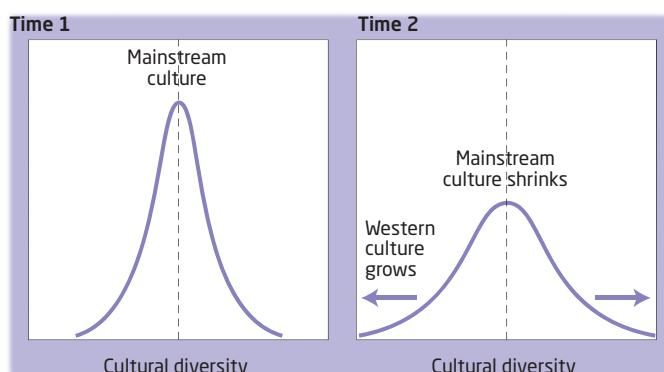 Time 1
Mainstream
culture
Cultural diversity
Time 2
Mainstream
culture shrinks
Western
culture
grows
Cultural diversity